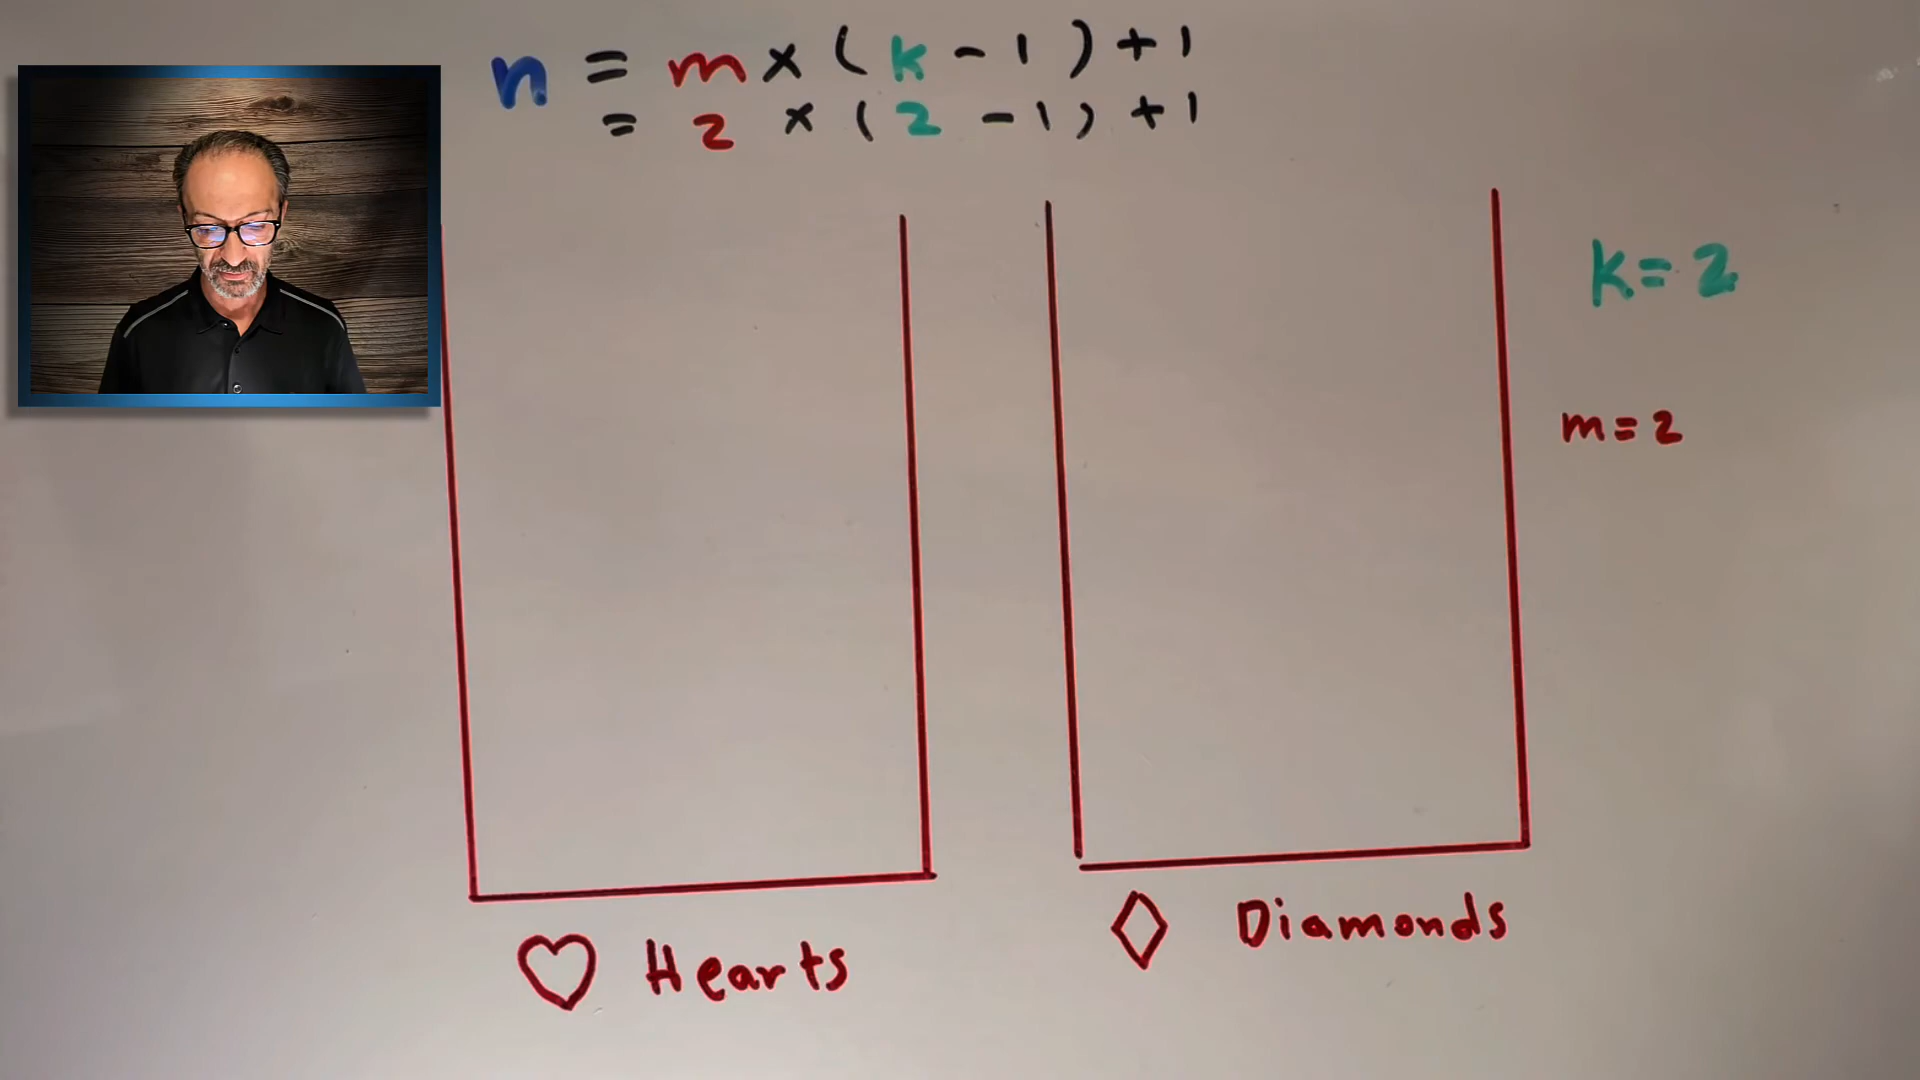 n = m × (k - 1) + 1
= 2 × (2 - 1) + 1
k = 2
m = 2
Hearts
Diamonds